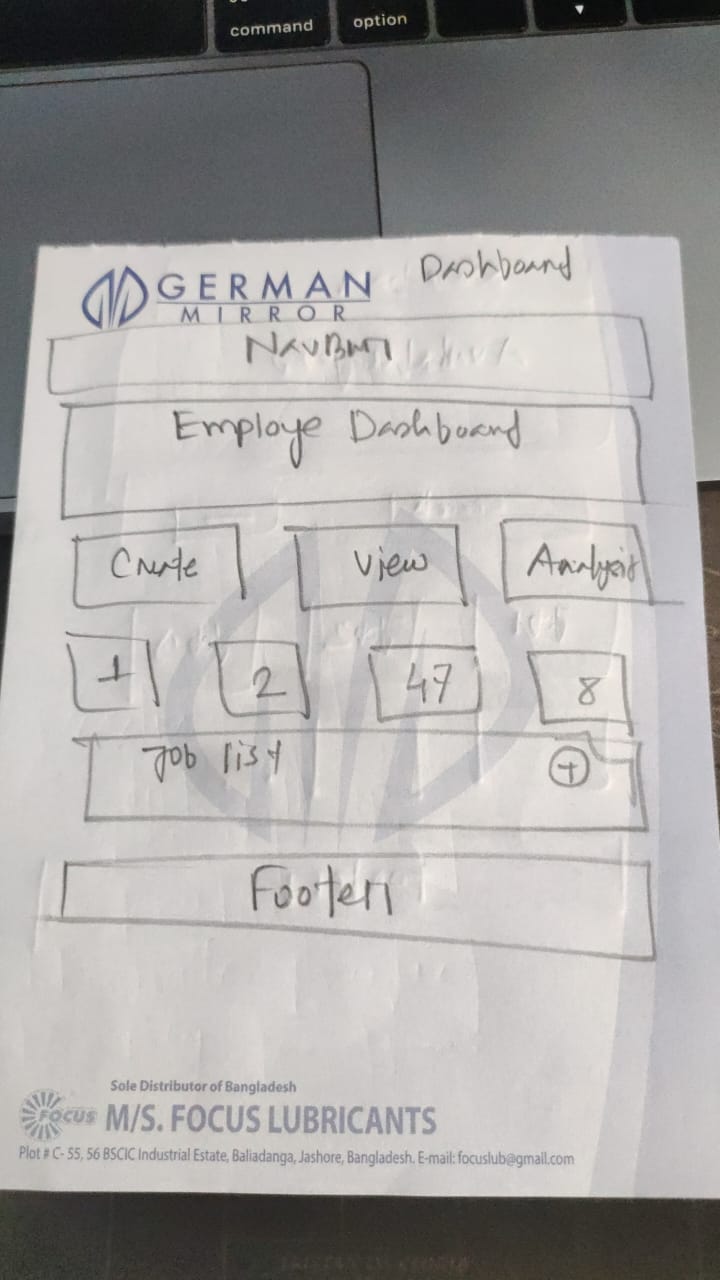 command
option
GERMAN
MIRROR
Dashboard
NavBar
Employe Dashboard
Create
View
Analysis
1
2
47
8
Job list
+
Footer
Sole Distributor of Bangladesh
FOCUS
M/S. FOCUS LUBRICANTS
Plot # C- 55, 56 BSCIC Industrial Estate, Baliadanga, Jashore, Bangladesh. E-mail: focuslub@gmail.com